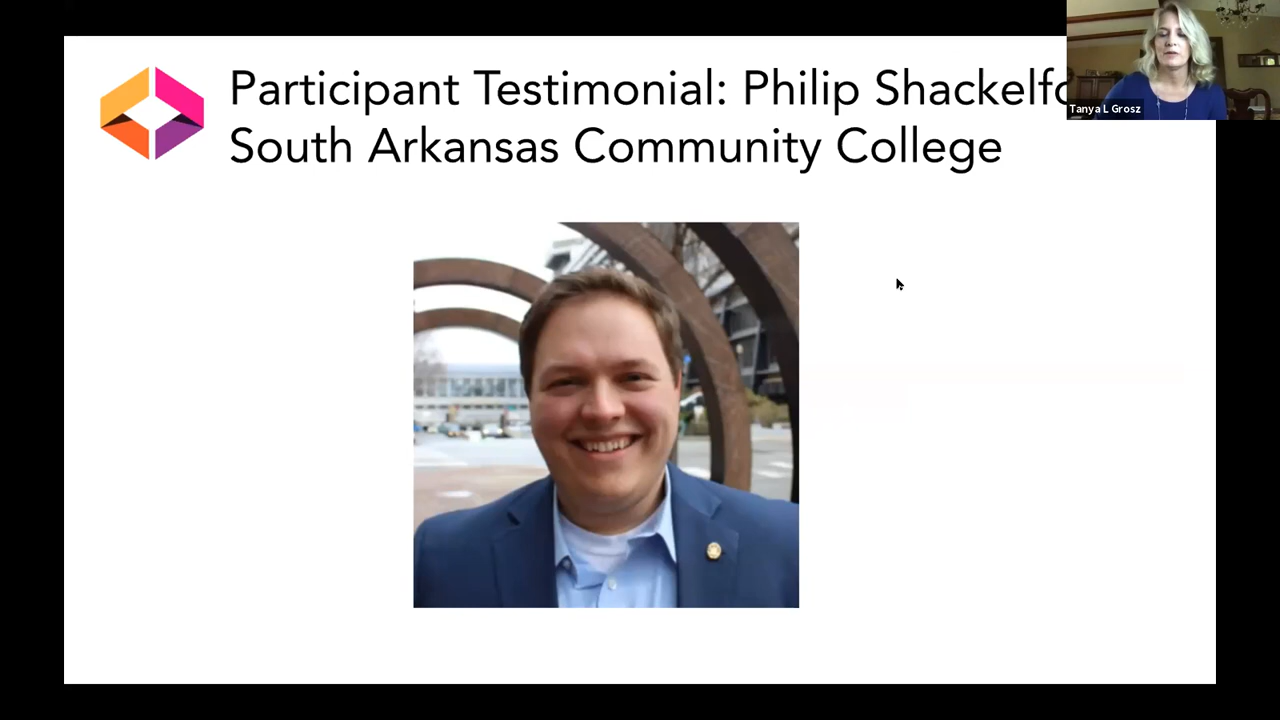 Participant Testimonial: Philip Shackelfo
South Arkansas Community College
Tanya L Grosz